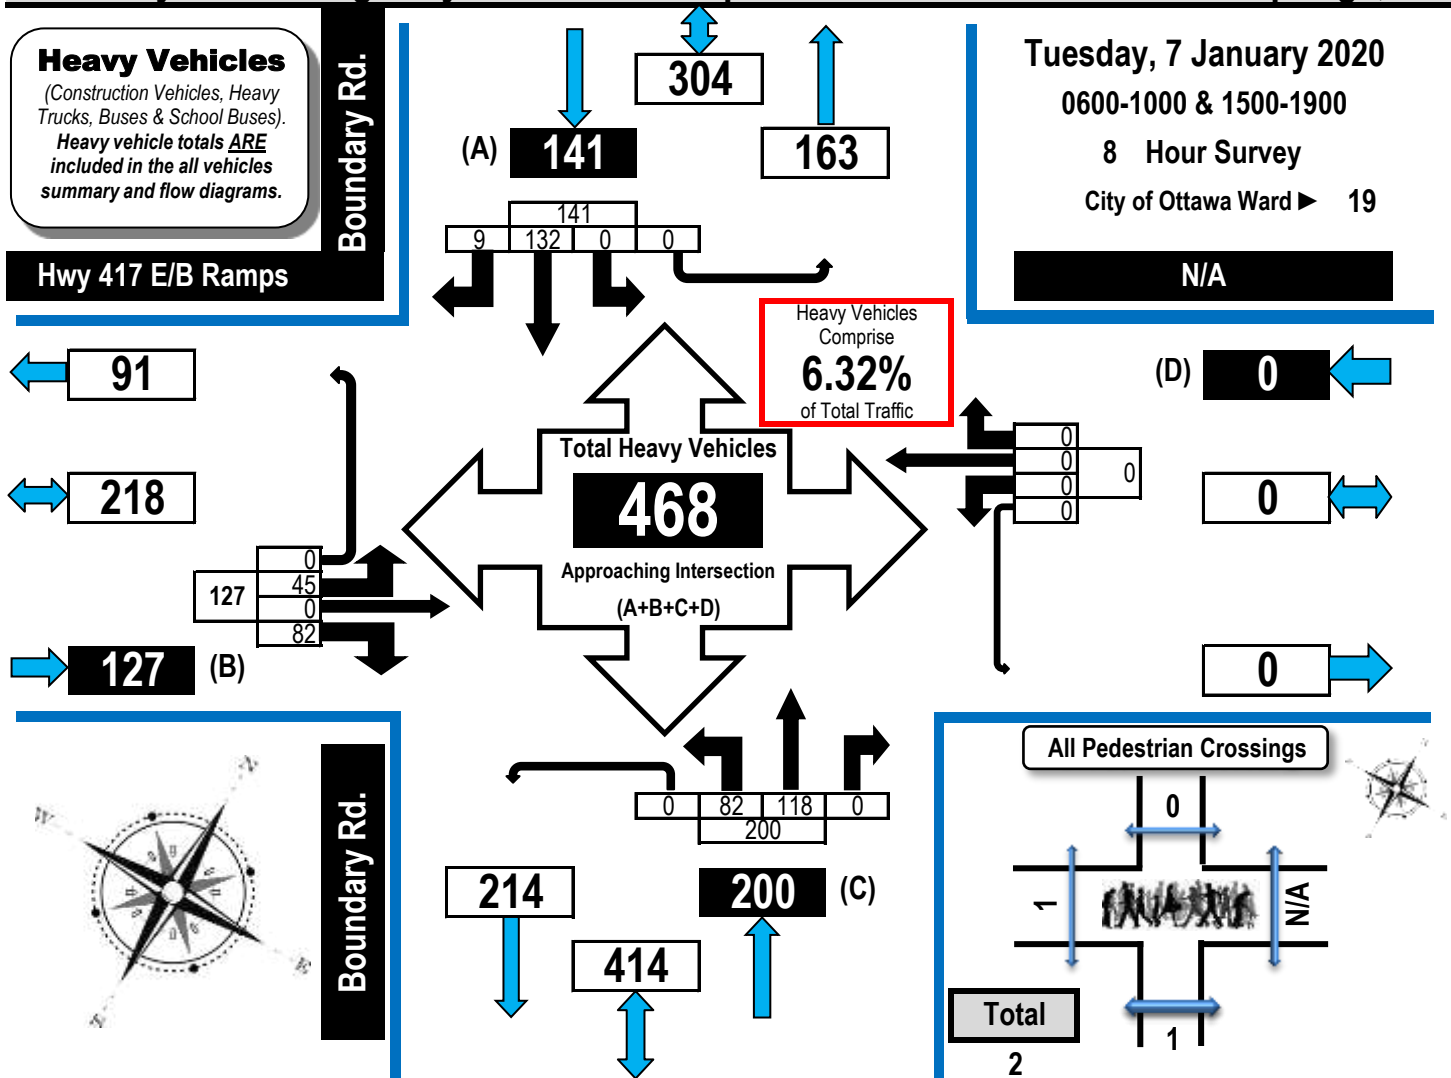 Heavy Vehicles
(Construction Vehicles, Heavy
Trucks, Buses & School Buses).
Heavy vehicle totals ARE
included in the all vehicles
summary and flow diagrams.
Boundary Rd.
Hwy 417 E/B Ramps
304
(A) 141
163
141
9 132 0 0
Tuesday, 7 January 2020
0600-1000 & 1500-1900
8 Hour Survey
City of Ottawa Ward ► 19
N/A
Heavy Vehicles
Comprise
6.32%
of Total Traffic
91
218
0
45
0
82
127
127 (B)
Total Heavy Vehicles
468
Approaching Intersection
(A+B+C+D)
(D) 0
0
0
0
0
0
0
0
0 82 118 0
200
214
200 (C)
414
Boundary Rd.
N
W
E
S
All Pedestrian Crossings
0
1
N/A
1
Total
2